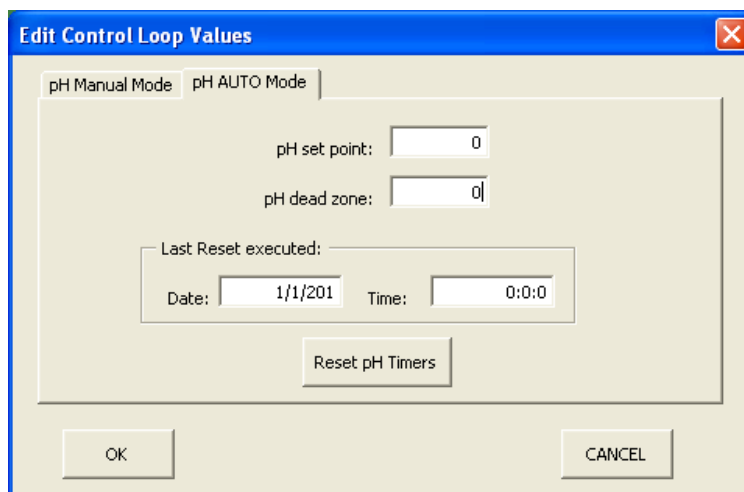 Edit Control Loop Values
pH Manual Mode pH AUTO Mode
pH set point: 0
pH dead zone: 0
Last Reset executed:
Date: 1/1/201 Time: 0:0:0
Reset pH Timers
OK CANCEL